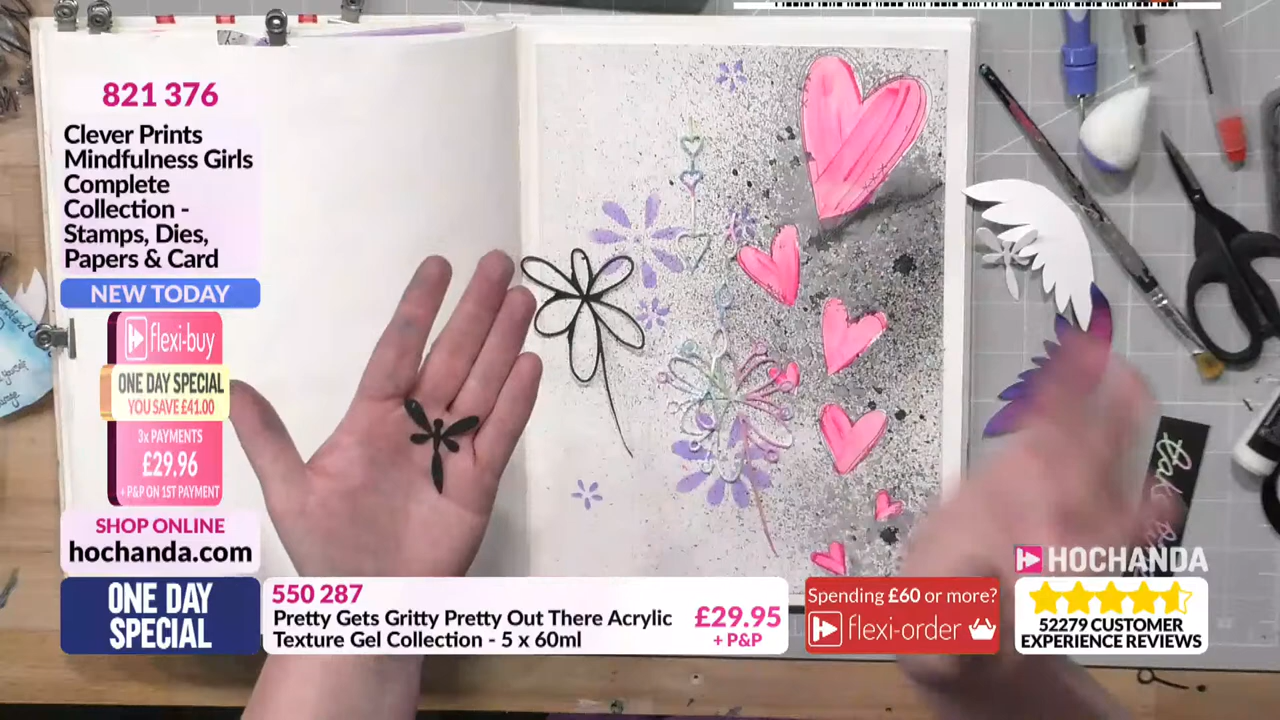 821 376
Clever Prints
Mindfulness Girls
Complete
Collection -
Stamps, Dies,
Papers & Card
NEW TODAY
flexi-buy
ONE DAY SPECIAL
YOU SAVE £41.00
3x PAYMENTS
£29.96
+ P&P ON 1ST PAYMENT
SHOP ONLINE
hochanda.com
ONE DAY
SPECIAL
550 287
Pretty Gets Gritty Pretty Out There Acrylic
Texture Gel Collection - 5 x 60ml
£29.95
+ P&P
Spending £60 or more?
flexi-order
HOCHANDA
52279 CUSTOMER
EXPERIENCE REVIEWS